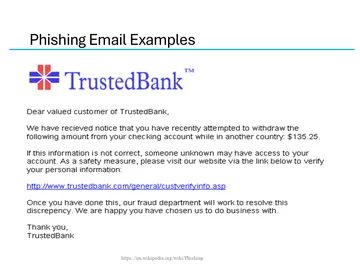 Phishing Email Examples
TrustedBank™
Dear valued customer of TrustedBank,
We have recieved notice that you have recently attempted to withdraw the
following amount from your checking account while in another country: $135.25.
If this information is not correct, someone unknown may have access to your
account. As a safety measure, please visit our website via the link below to verify
your personal information:
http://www.trustedbank.com/general/custverifyinfo.asp
Once you have done this, our fraud department will work to resolve this
discrepency. We are happy you have chosen us to do business with.
Thank you,
TrustedBank
https://en.wikipedia.org/wiki/Phishing